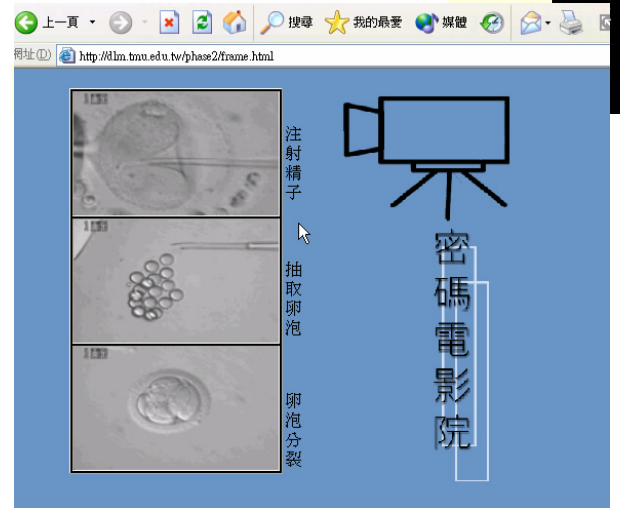 上一頁
搜尋
我的最愛
媒體
網址(D)
http://dlm.tmu.edu.tw/phase2/frame.html
注射精子
抽取卵泡
卵泡分裂
密碼電影院